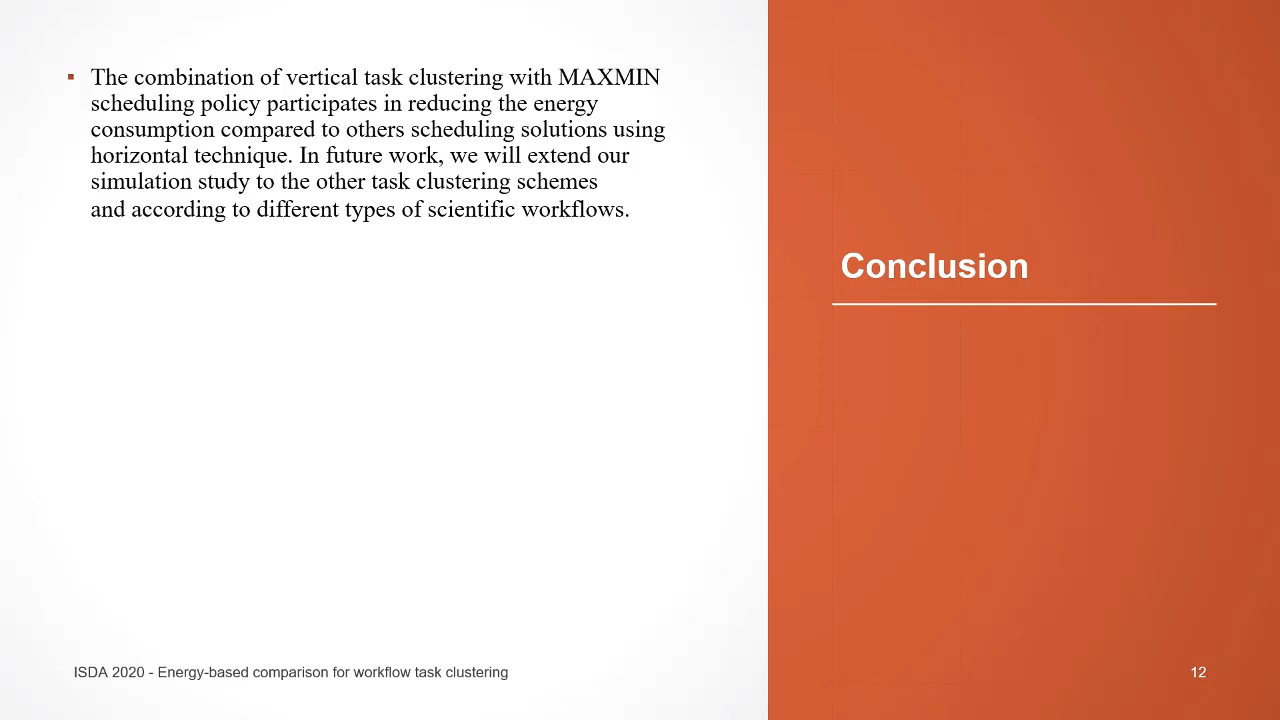 The combination of vertical task clustering with MAXMIN
scheduling policy participates in reducing the energy
consumption compared to others scheduling solutions using
horizontal technique. In future work, we will extend our
simulation study to the other task clustering schemes
and according to different types of scientific workflows.
Conclusion
ISDA 2020 - Energy-based comparison for workflow task clustering
12